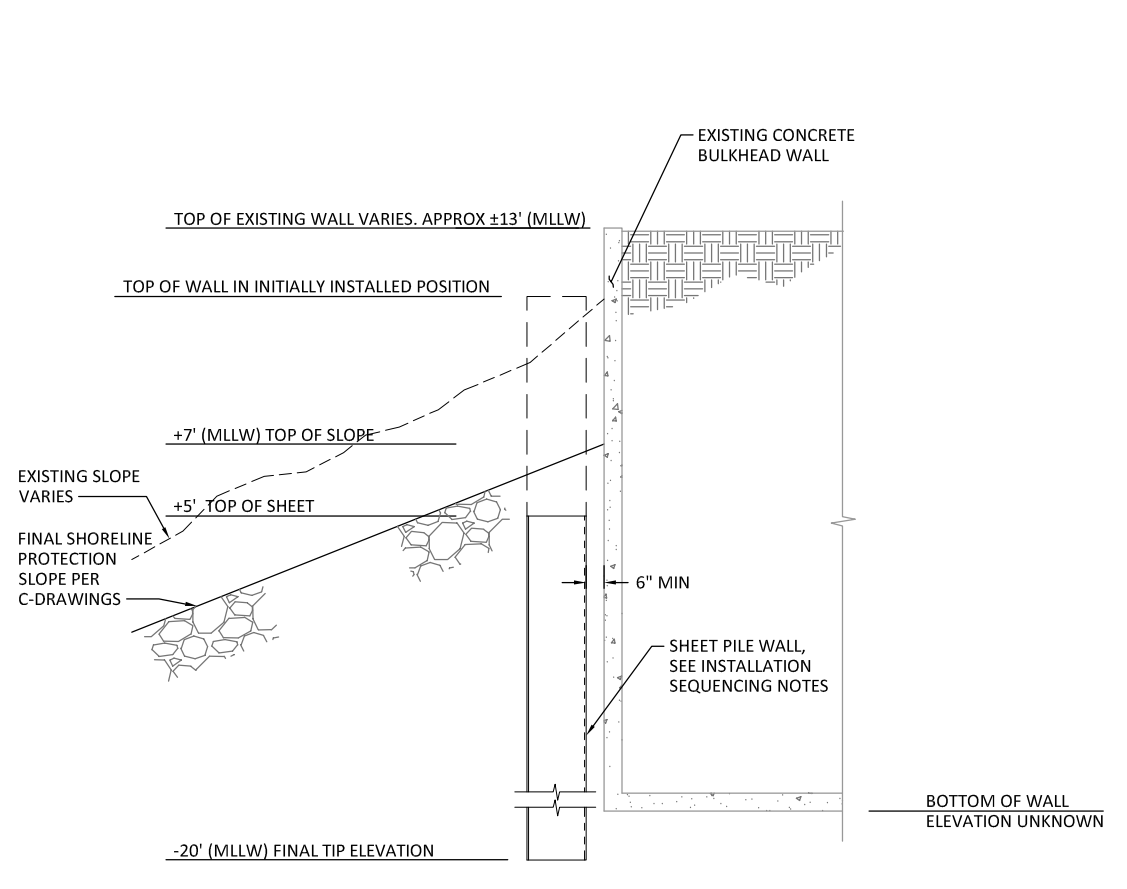 EXISTING CONCRETE
BULKHEAD WALL
TOP OF EXISTING WALL VARIES. APPROX ±13' (MLLW)
TOP OF WALL IN INITIALLY INSTALLED POSITION
+7' (MLLW) TOP OF SLOPE
EXISTING SLOPE
VARIES
+5' TOP OF SHEET
FINAL SHORELINE
PROTECTION
SLOPE PER
C-DRAWINGS
6" MIN
SHEET PILE WALL,
SEE INSTALLATION
SEQUENCING NOTES
BOTTOM OF WALL
ELEVATION UNKNOWN
-20' (MLLW) FINAL TIP ELEVATION